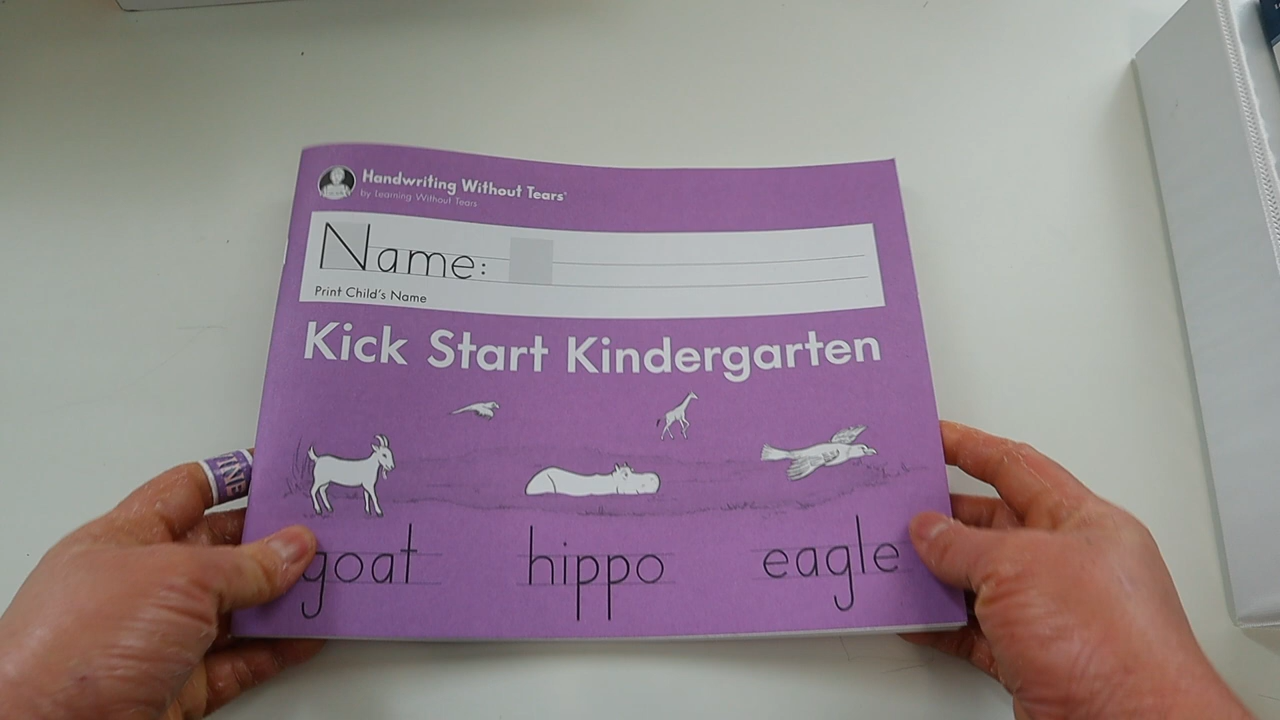 Handwriting Without Tears®
by Learning Without Tears
Name:
Print Child's Name
Kick Start Kindergarten
goat hippo eagle